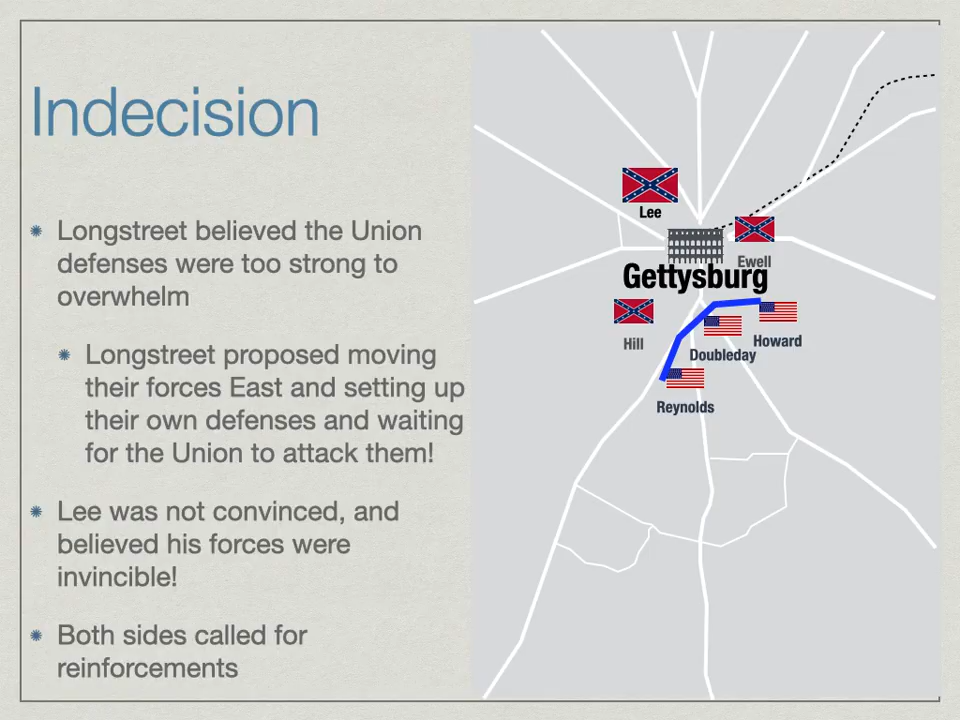 Indecision
Longstreet believed the Union
defenses were too strong to
overwhelm
Longstreet proposed moving
their forces East and setting up
their own defenses and waiting
for the Union to attack them!
Lee was not convinced, and
believed his forces were
invincible!
Both sides called for
reinforcements
Lee
Ewell
Gettysburg
Hill
Howard
Doubleday
Reynolds